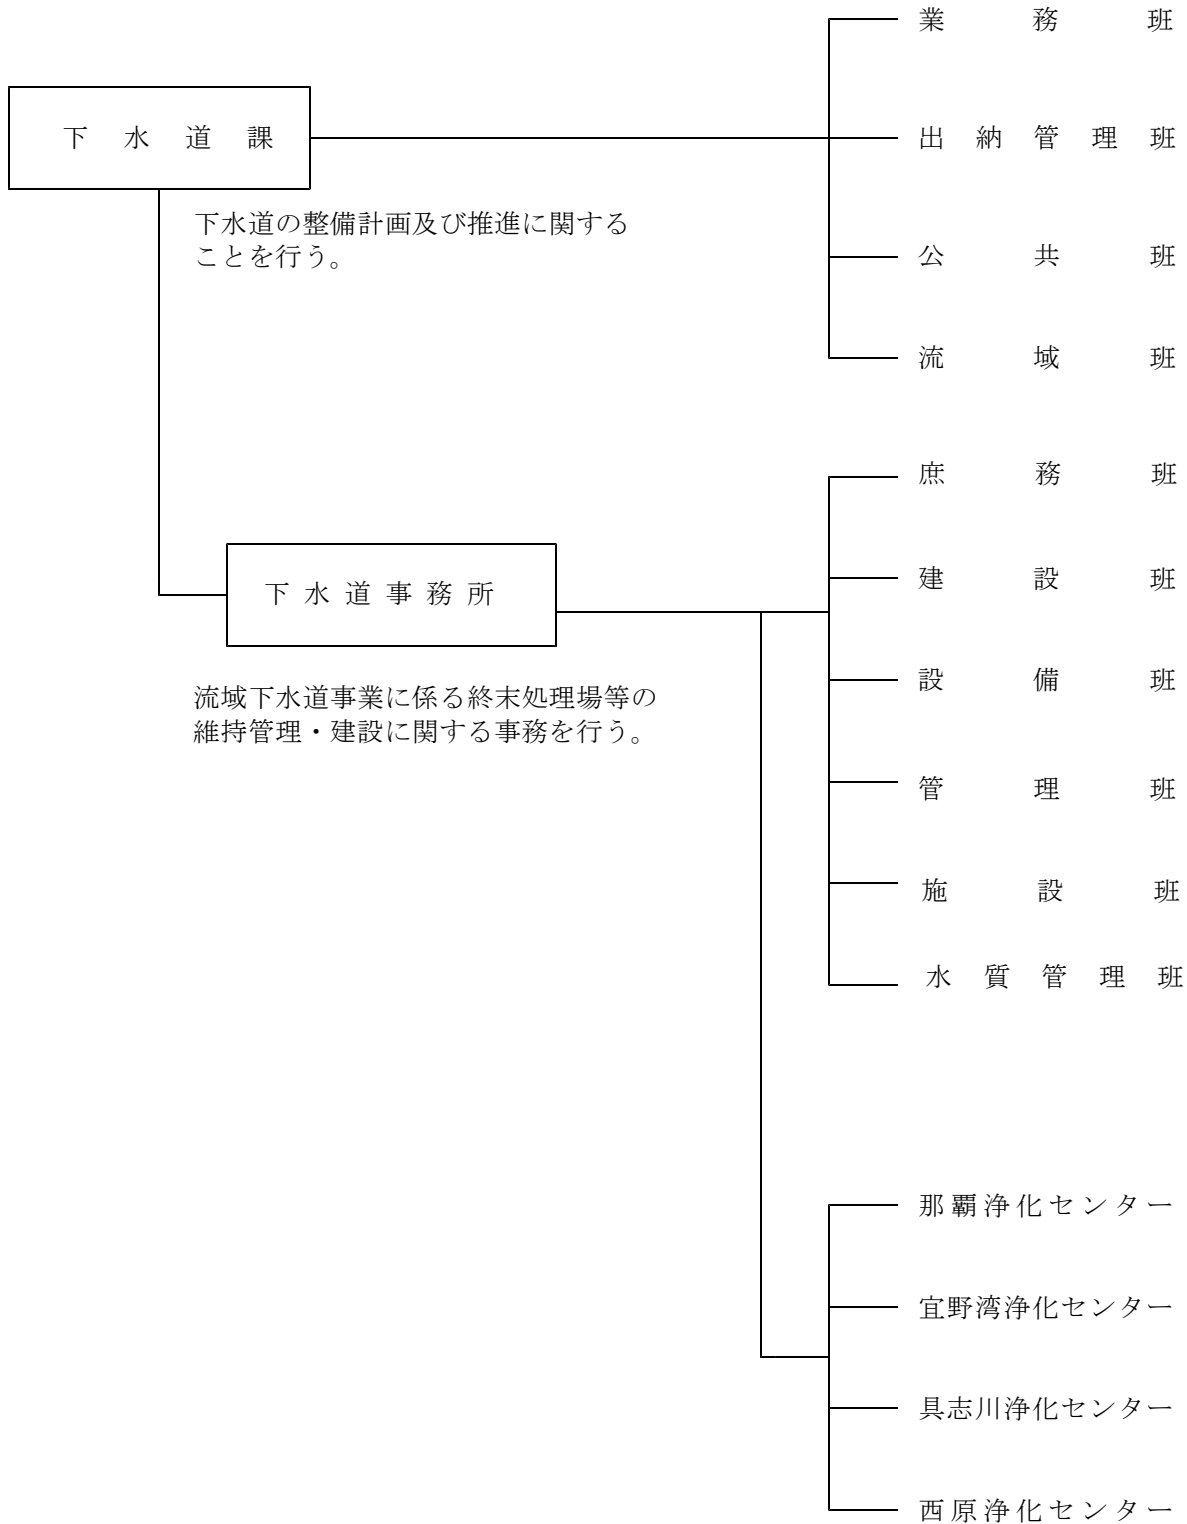 業務班
下水道課
出納管理班
下水道の整備計画及び推進に関する
ことを行う。
公共班
流域班
庶務班
建設班
下水道事務所
設備班
流域下水道事業に係る終末処理場等の
維持管理・建設に関する事務を行う。
管理班
施設班
水質管理班
那覇浄化センター
宜野湾浄化センター
具志川浄化センター
西原浄化センター